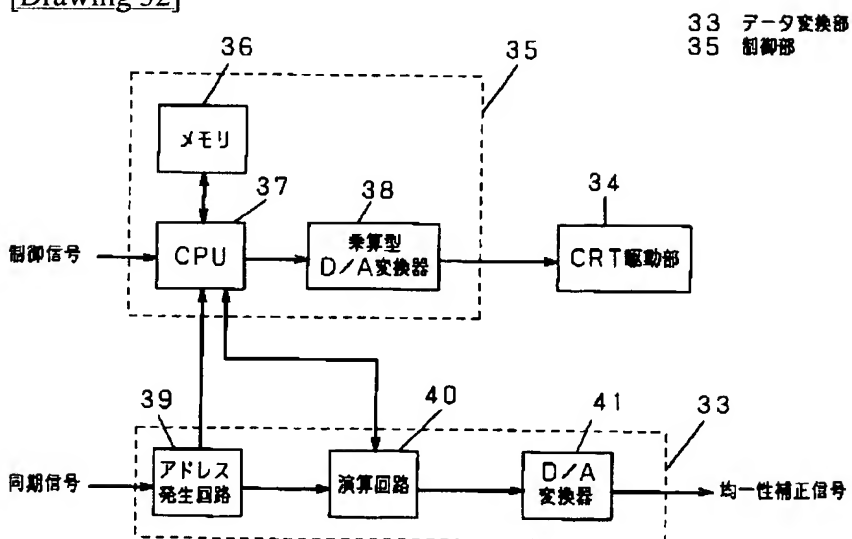 [Drawing 32]
33 データ変換部
35 制御部
36
35
メモリ
37
38
34
制御信号
CPU
乗算型
D/A変換器
CRT駆動部
39
40
41
33
同期信号
アドレス
発生回路
演算回路
D/A
変換器
均一性補正信号